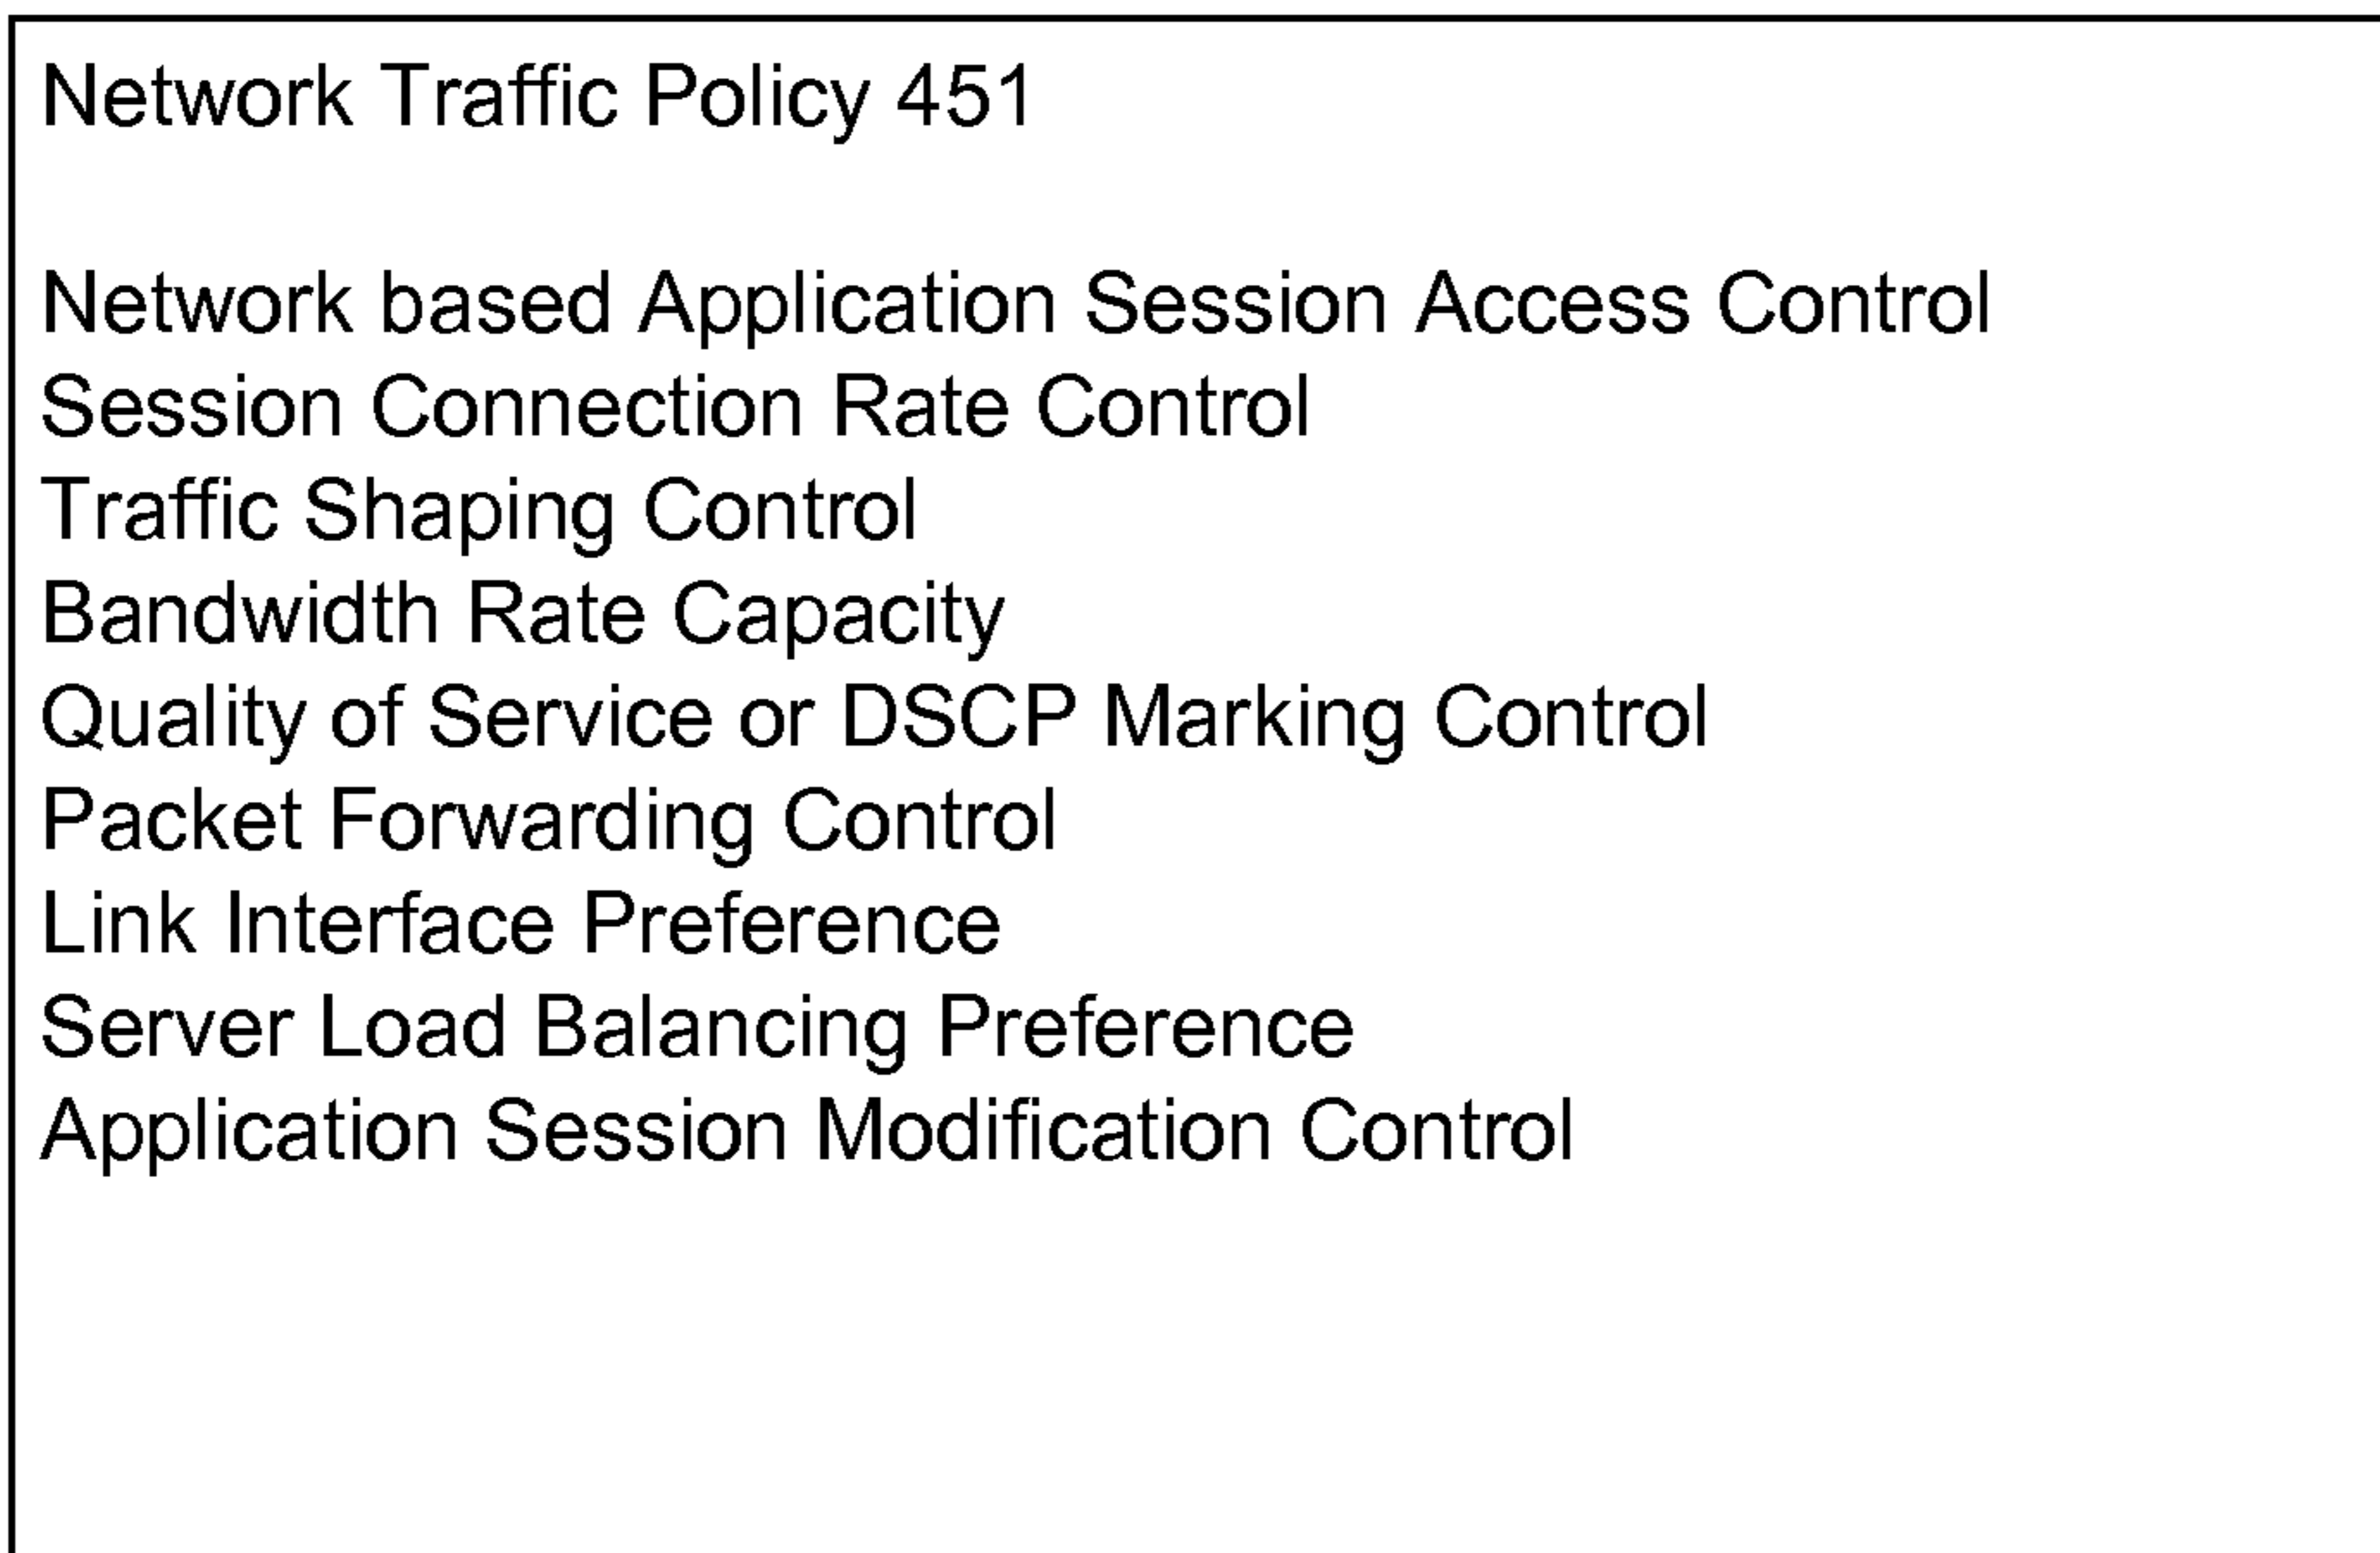 Network Traffic Policy 451
Network based Application Session Access Control
Session Connection Rate Control
Traffic Shaping Control
Bandwidth Rate Capacity
Quality of Service or DSCP Marking Control
Packet Forwarding Control
Link Interface Preference
Server Load Balancing Preference
Application Session Modification Control